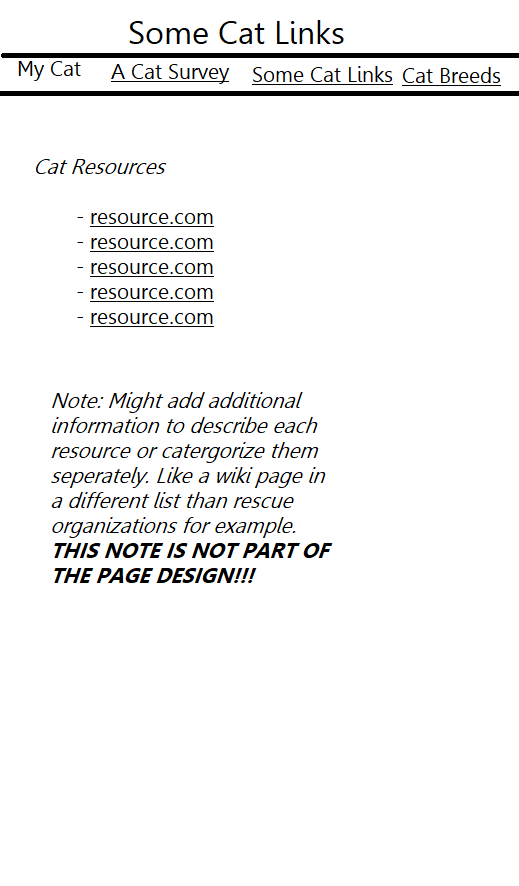 Some Cat Links
My Cat A Cat Survey Some Cat Links Cat Breeds
Cat Resources
- resource.com
- resource.com
- resource.com
- resource.com
- resource.com
Note: Might add additional
information to describe each
resource or catergorize them
seperately. Like a wiki page in
a different list than rescue
organizations for example.
THIS NOTE IS NOT PART OF
THE PAGE DESIGN!!!